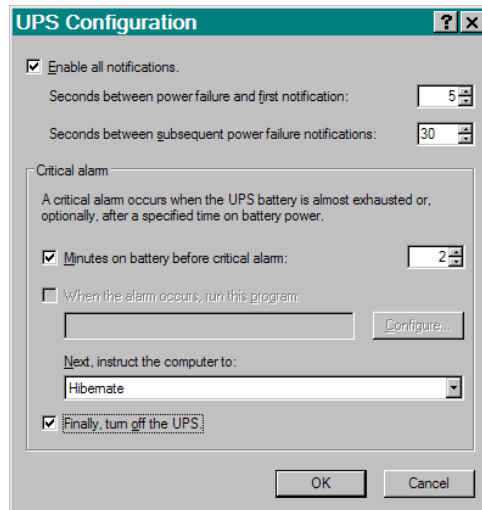 UPS Configuration
Enable all notifications.
Seconds between power failure and first notification: 5
Seconds between subsequent power failure notifications: 30
Critical alarm
A critical alarm occurs when the UPS battery is almost exhausted or,
optionally, after a specified time on battery power.
Minutes on battery before critical alarm: 2
When the alarm occurs, run this program:
Configure...
Next, instruct the computer to:
Hibernate
Finally, turn off the UPS.
OK Cancel